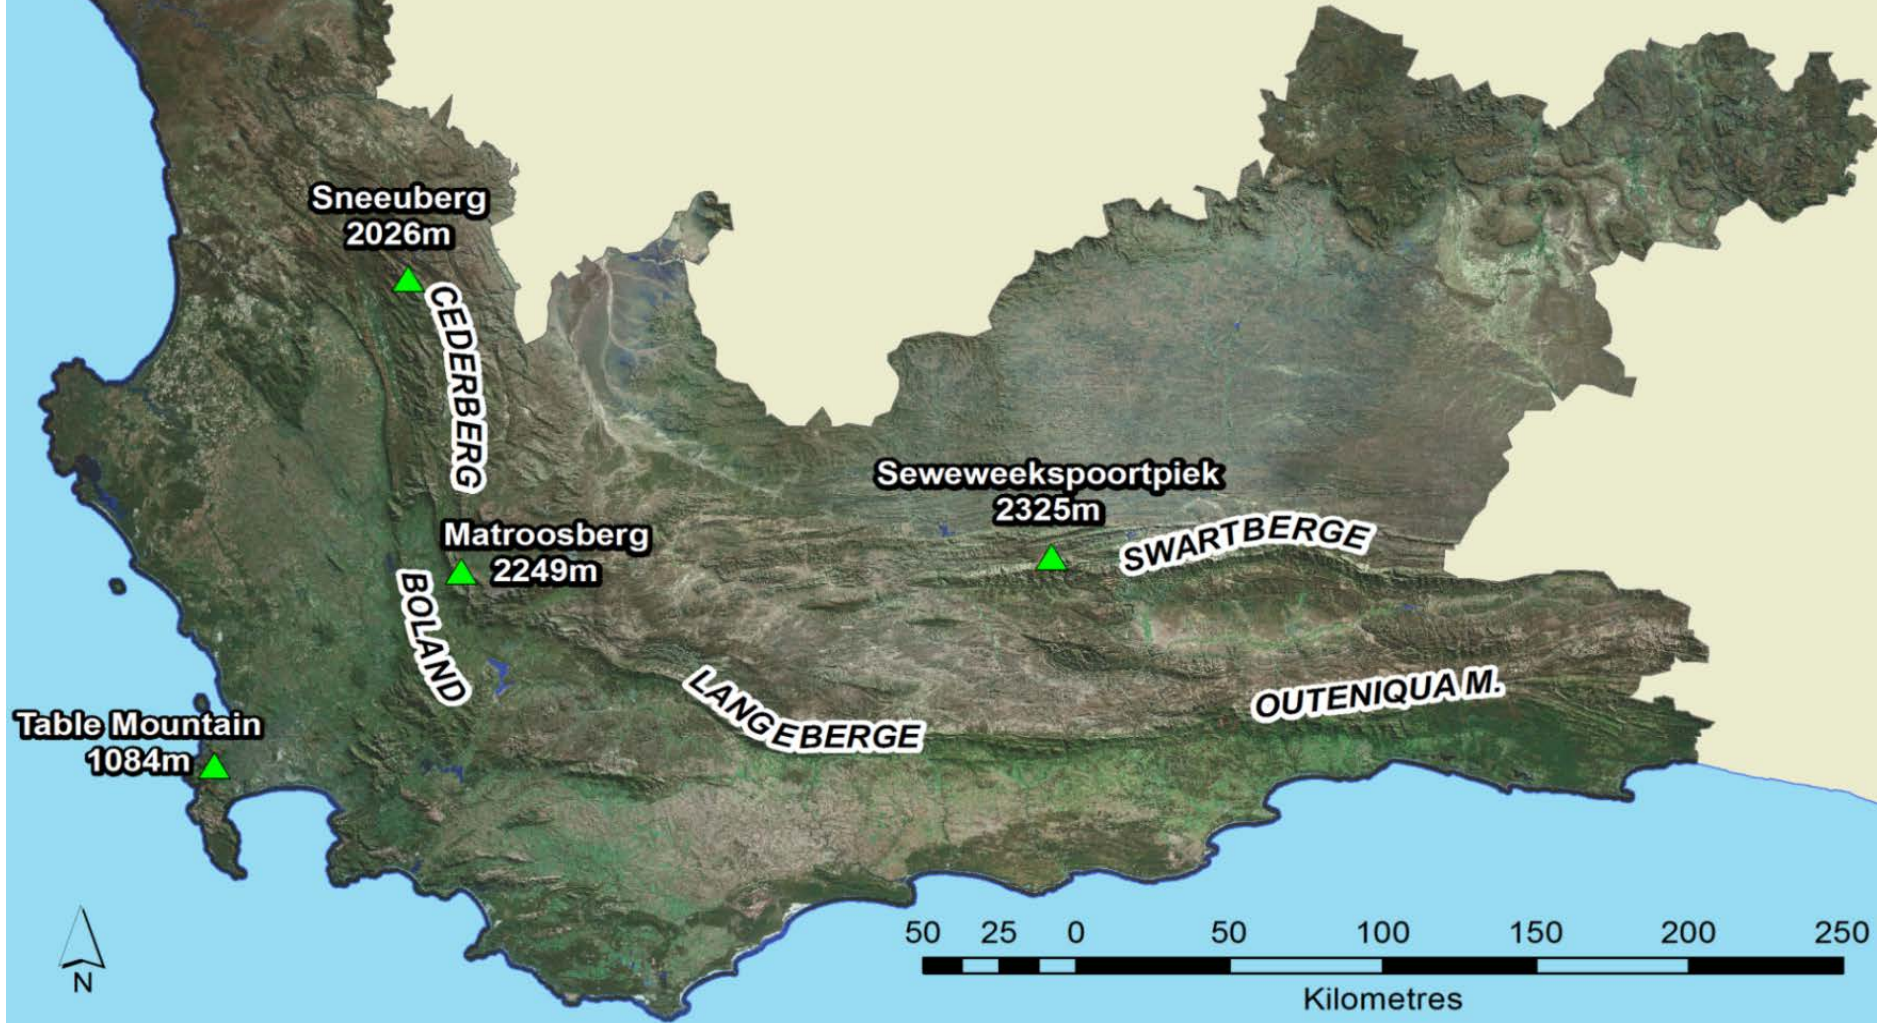 Sneeuberg
2026m
CEDERBERG
Seweweekspoortpiek
2325m
SWARTBERGE
Matroosberg
2249m
BOLAND
LANGEBERGE
OUTENIQUA M.
Table Mountain
1084m
50 25 0 50 100 150 200 250
Kilometres
N